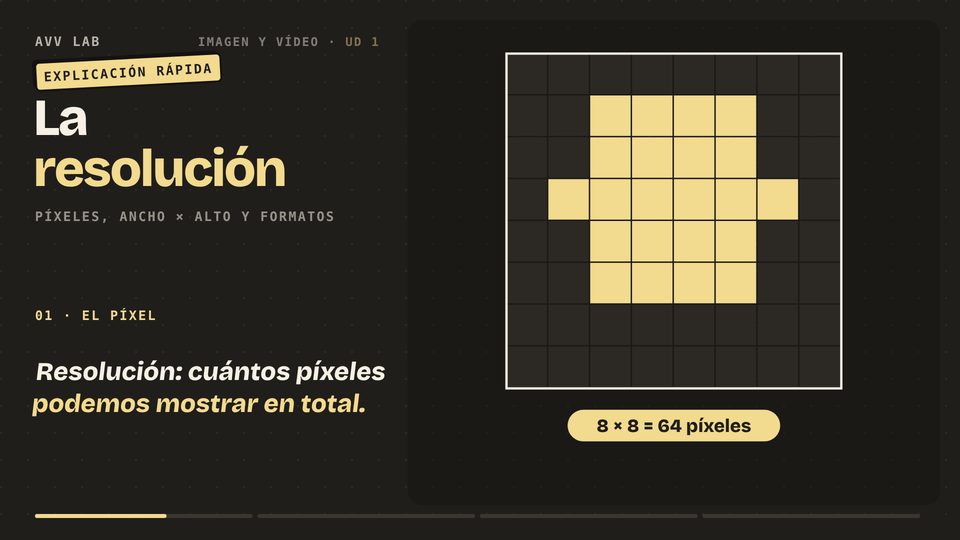 AVV LAB
IMAGEN Y VÍDEO · UD 1
EXPLICACIÓN RÁPIDA
La
resolución
PÍXELES, ANCHO × ALTO Y FORMATOS
01 · EL PÍXEL
Resolución: cuántos píxeles
podemos mostrar en total.
8 × 8 = 64 píxeles